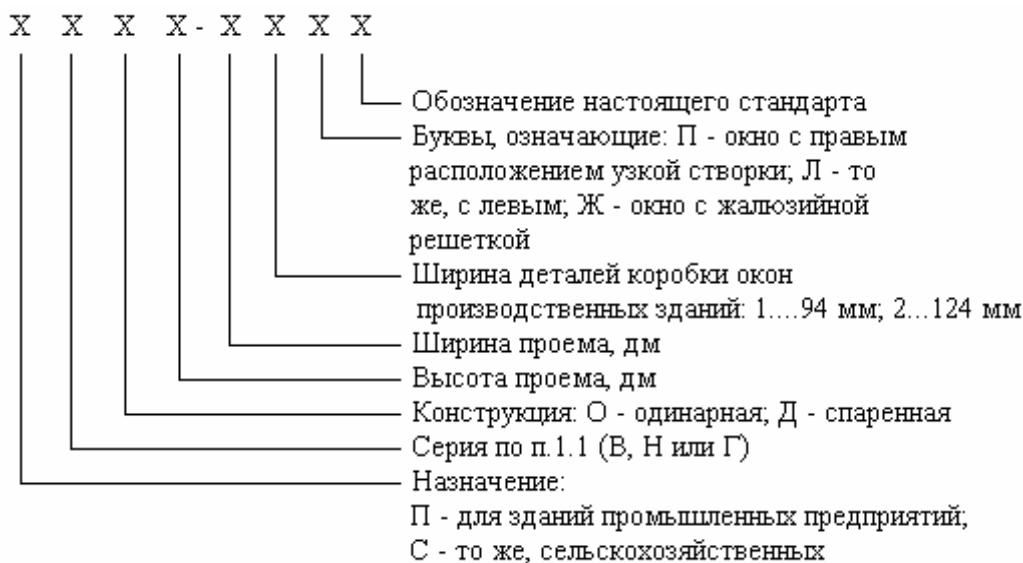 Х Х Х Х - Х Х Х Х
Обозначение настоящего стандарта
Буквы, означающие: П - окно с правым
расположением узкой створки; Л - то
же, с левым; Ж - окно с жалюзийной
решеткой
Ширина деталей коробки окон
производственных зданий: 1....94 мм; 2...124 мм
Ширина проема, дм
Высота проема, дм
Конструкция: О - одинарная; Д - спаренная
Серия по п.1.1 (В, Н или Г)
Назначение:
П - для зданий промышленных предприятий;
С - то же, сельскохозяйственных